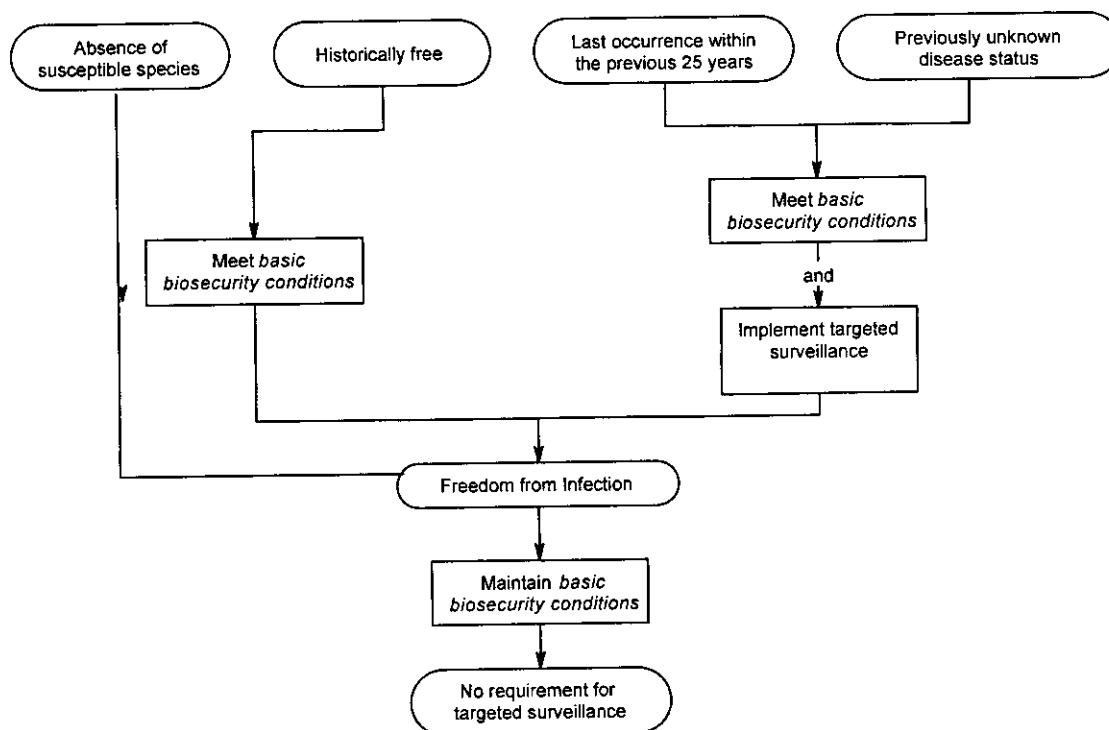 Absence of
susceptible species
Historically free
Last occurrence within
the previous 25 years
Previously unknown
disease status
Meet basic
biosecurity conditions
Meet basic
biosecurity conditions
and
Implement targeted
surveillance
Freedom from Infection
Maintain basic
biosecurity conditions
No requirement for
targeted surveillance